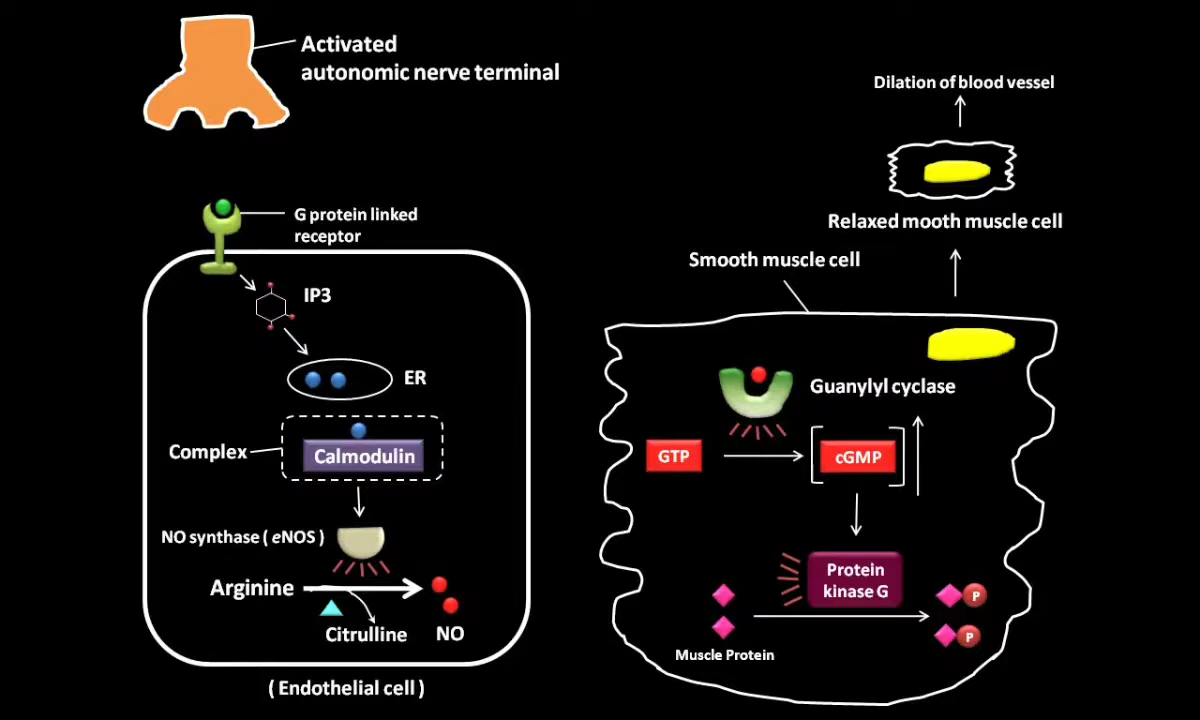 Activated
autonomic nerve terminal
G protein linked
receptor
IP3
ER
Complex
Calmodulin
NO synthase ( eNOS )
Arginine
Citrulline
NO
( Endothelial cell )
Dilation of blood vessel
Relaxed mooth muscle cell
Smooth muscle cell
Guanylyl cyclase
GTP
cGMP
Protein
kinase G
P
P
Muscle Protein